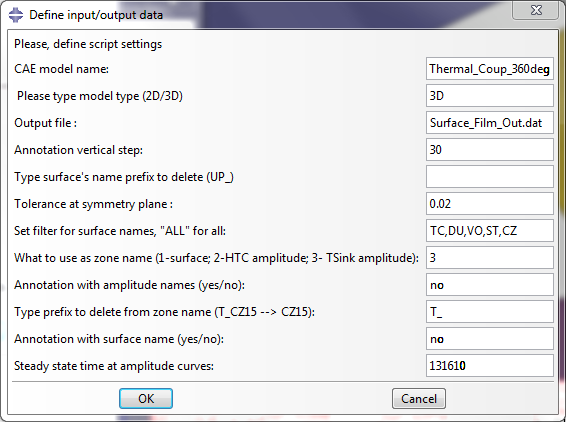 Define input/output data
Please, define script settings
CAE model name: Thermal_Coup_360deg
Please type model type (2D/3D) 3D
Output file : Surface_Film_Out.dat
Annotation vertical step: 30
Type surface's name prefix to delete (UP_)
Tolerance at symmetry plane : 0.02
Set filter for surface names, "ALL" for all: TC,DU,VO,ST,CZ
What to use as zone name (1-surface; 2-HTC amplitude; 3- TSink amplitude): 3
Annotation with amplitude names (yes/no): no
Type prefix to delete from zone name (T_CZ15 --> CZ15): T_
Annotation with surface name (yes/no): no
Steady state time at amplitude curves: 131610
OK Cancel